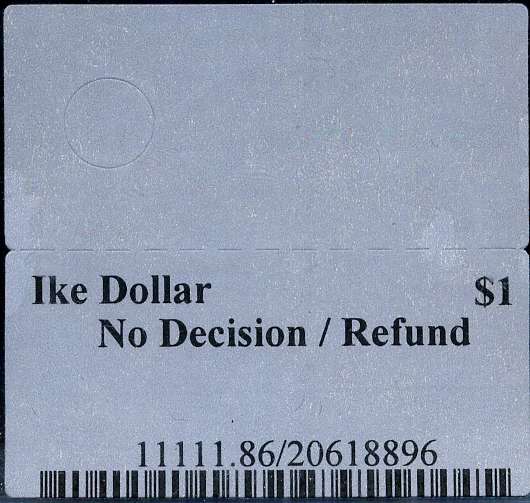 Ike Dollar $1
No Decision / Refund
11111.86/20618896